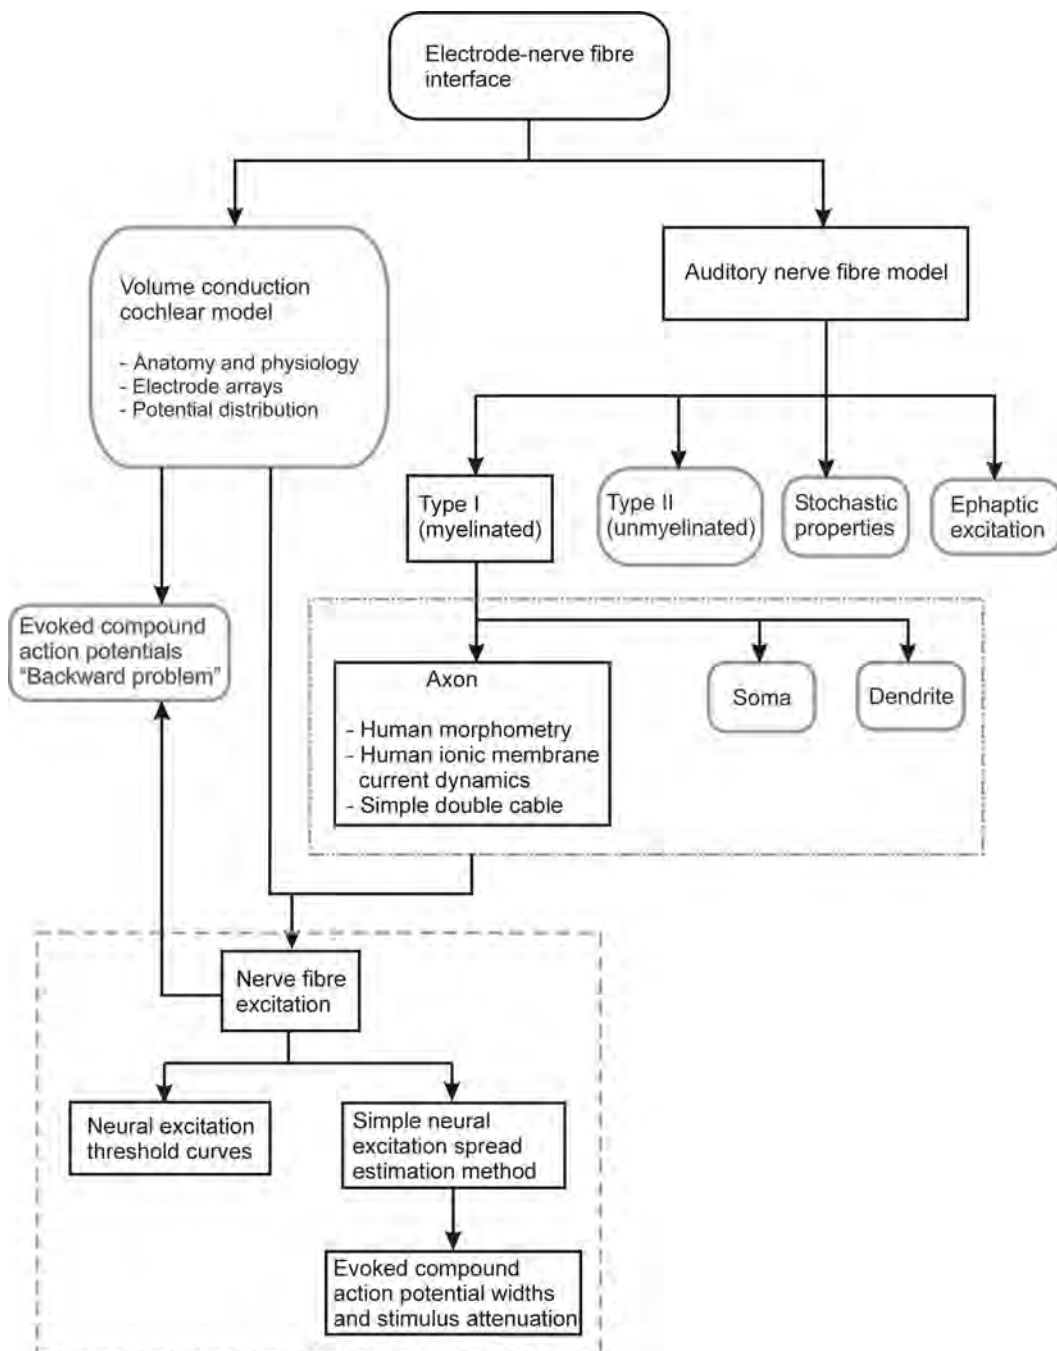 Electrode-nerve fibre
interface
Volume conduction
cochlear model
- Anatomy and physiology
- Electrode arrays
- Potential distribution
Auditory nerve fibre model
Type I
(myelinated)
Type II
(unmyelinated)
Stochastic
properties
Ephaptic
excitation
Evoked compound
action potentials
"Backward problem"
Axon
- Human morphometry
- Human ionic membrane
current dynamics
- Simple double cable
Soma
Dendrite
Nerve fibre
excitation
Neural excitation
threshold curves
Simple neural
excitation spread
estimation method
Evoked compound
action potential widths
and stimulus attenuation